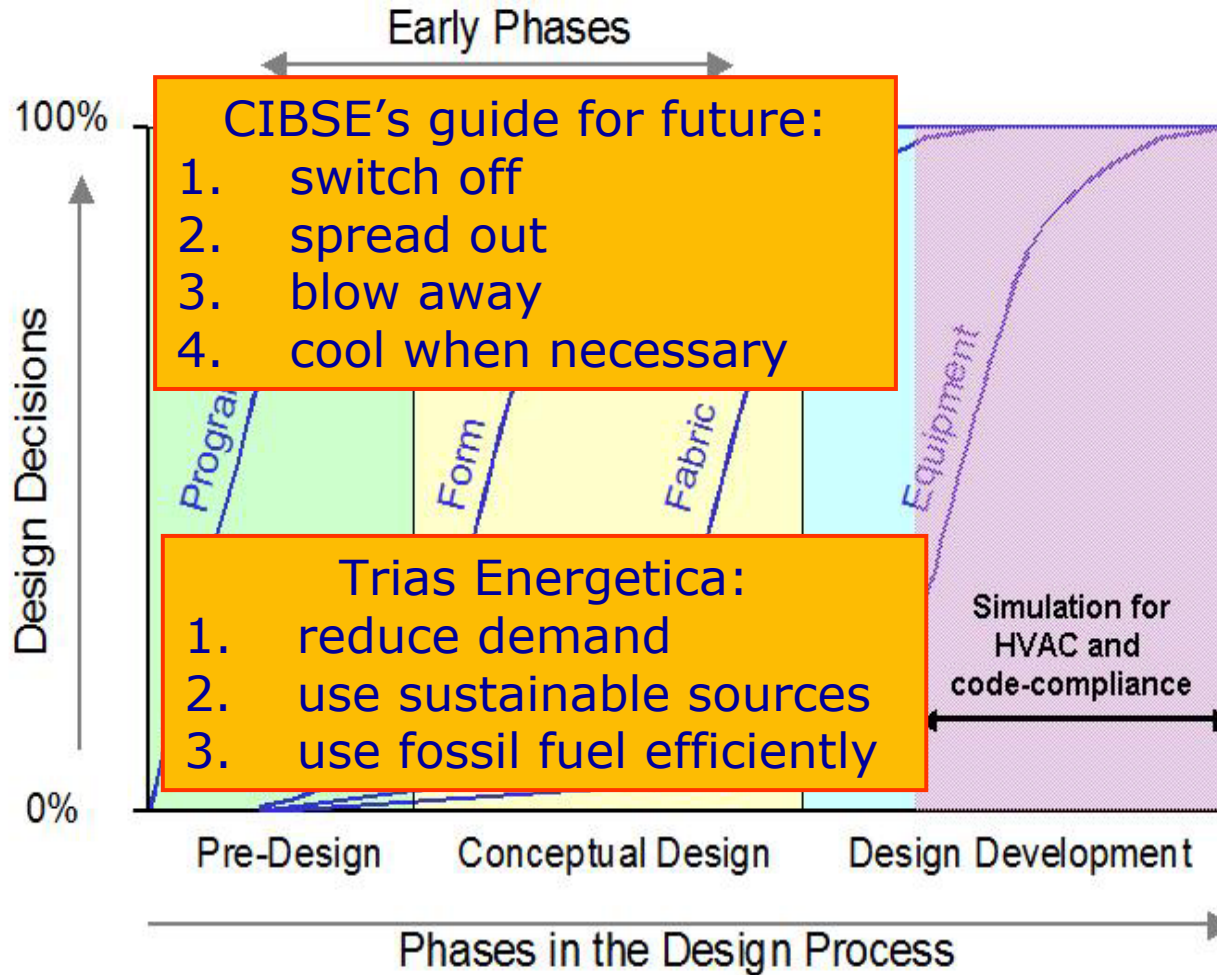 Early Phases
100%
CIBSE’s guide for future:
1. switch off
2. spread out
3. blow away
4. cool when necessary
Design Decisions
Form
Fabric
Equipment
Trias Energetica:
1. reduce demand
2. use sustainable sources
3. use fossil fuel efficiently
Simulation for
HVAC and
code-compliance
0%
Pre-Design
Conceptual Design
Design Development
Phases in the Design Process